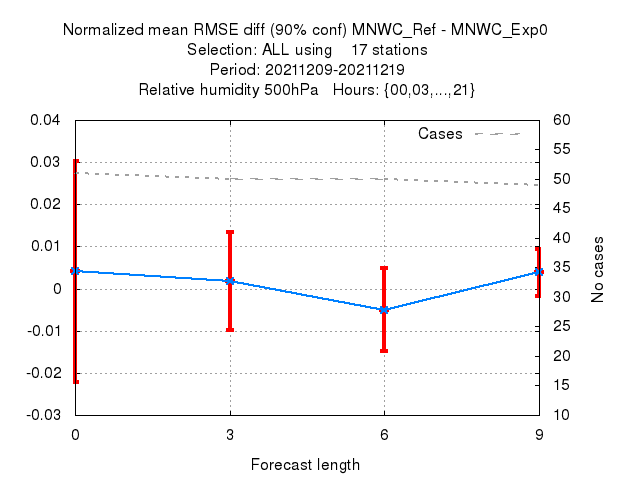 Normalized mean RMSE diff (90% conf) MNWC_Ref - MNWC_Exp0
Selection: ALL using    17 stations
Period: 20211209-20211219
Relative humidity 500hPa   Hours: {00,03,...,21}
Cases
0.04
0.03
0.02
0.01
0
-0.01
-0.02
-0.03
60
55
50
45
40
35
30
25
20
15
10
No cases
0 3 6 9
Forecast length